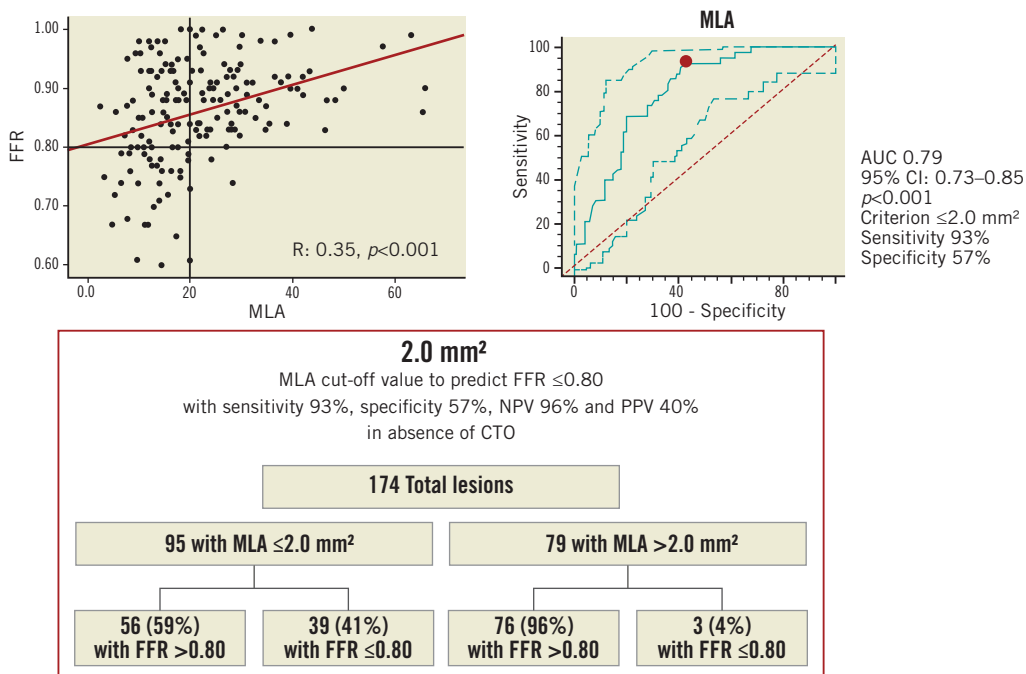 1.00
0.90
0.80
0.70
0.60
FFR
0.0
20
40
60
MLA
R: 0.35, p<0.001
MLA
100
80
60
40
20
0
Sensitivity
0
40
80
100 - Specificity
AUC 0.79
95% CI: 0.73–0.85
p<0.001
Criterion ≤2.0 mm²
Sensitivity 93%
Specificity 57%
2.0 mm²
MLA cut-off value to predict FFR ≤0.80
with sensitivity 93%, specificity 57%, NPV 96% and PPV 40%
in absence of CTO
174 Total lesions
95 with MLA ≤2.0 mm²
79 with MLA >2.0 mm²
56 (59%)
with FFR >0.80
39 (41%)
with FFR ≤0.80
76 (96%)
with FFR >0.80
3 (4%)
with FFR ≤0.80